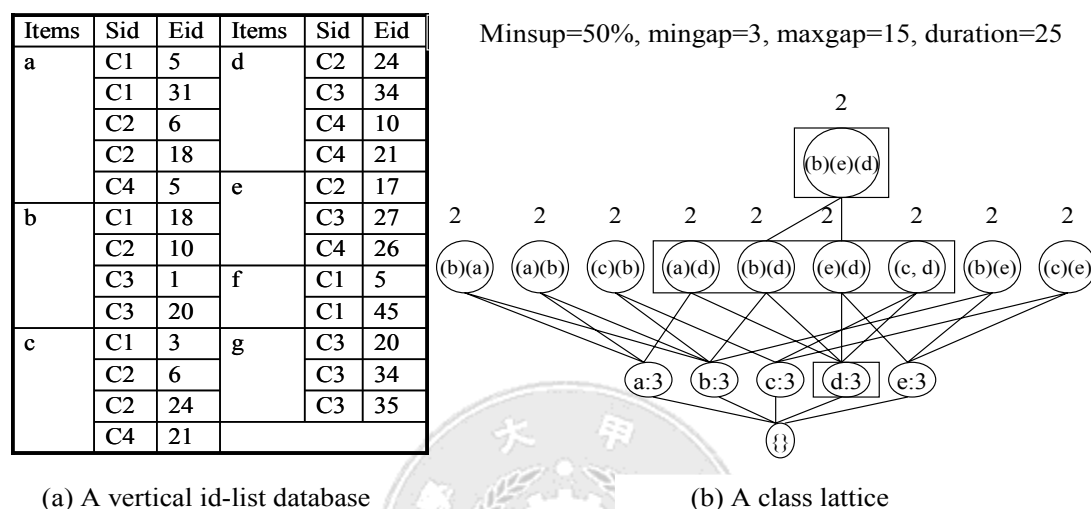 Items Sid Eid Items Sid Eid
a C1 5 d C2 24
C1 31 C3 34
C2 6 C4 10
C2 18 C4 21
C4 5 e C2 17
b C1 18 C3 27
C2 10 C4 26
C3 1 f C1 5
C3 20 C1 45
c C1 3 g C3 20
C2 6 C3 34
C2 24 C3 35
C4 21
(a) A vertical id-list database
Minsup=50%, mingap=3, maxgap=15, duration=25
2
(b)(e)(d)
2 2 2 2 2 2 2 2 2
(b)(a) (a)(b) (c)(b) (a)(d) (b)(d) (e)(d) (c, d) (b)(e) (c)(e)
a:3 b:3 c:3 d:3 e:3
{}
大 甲
(b) A class lattice